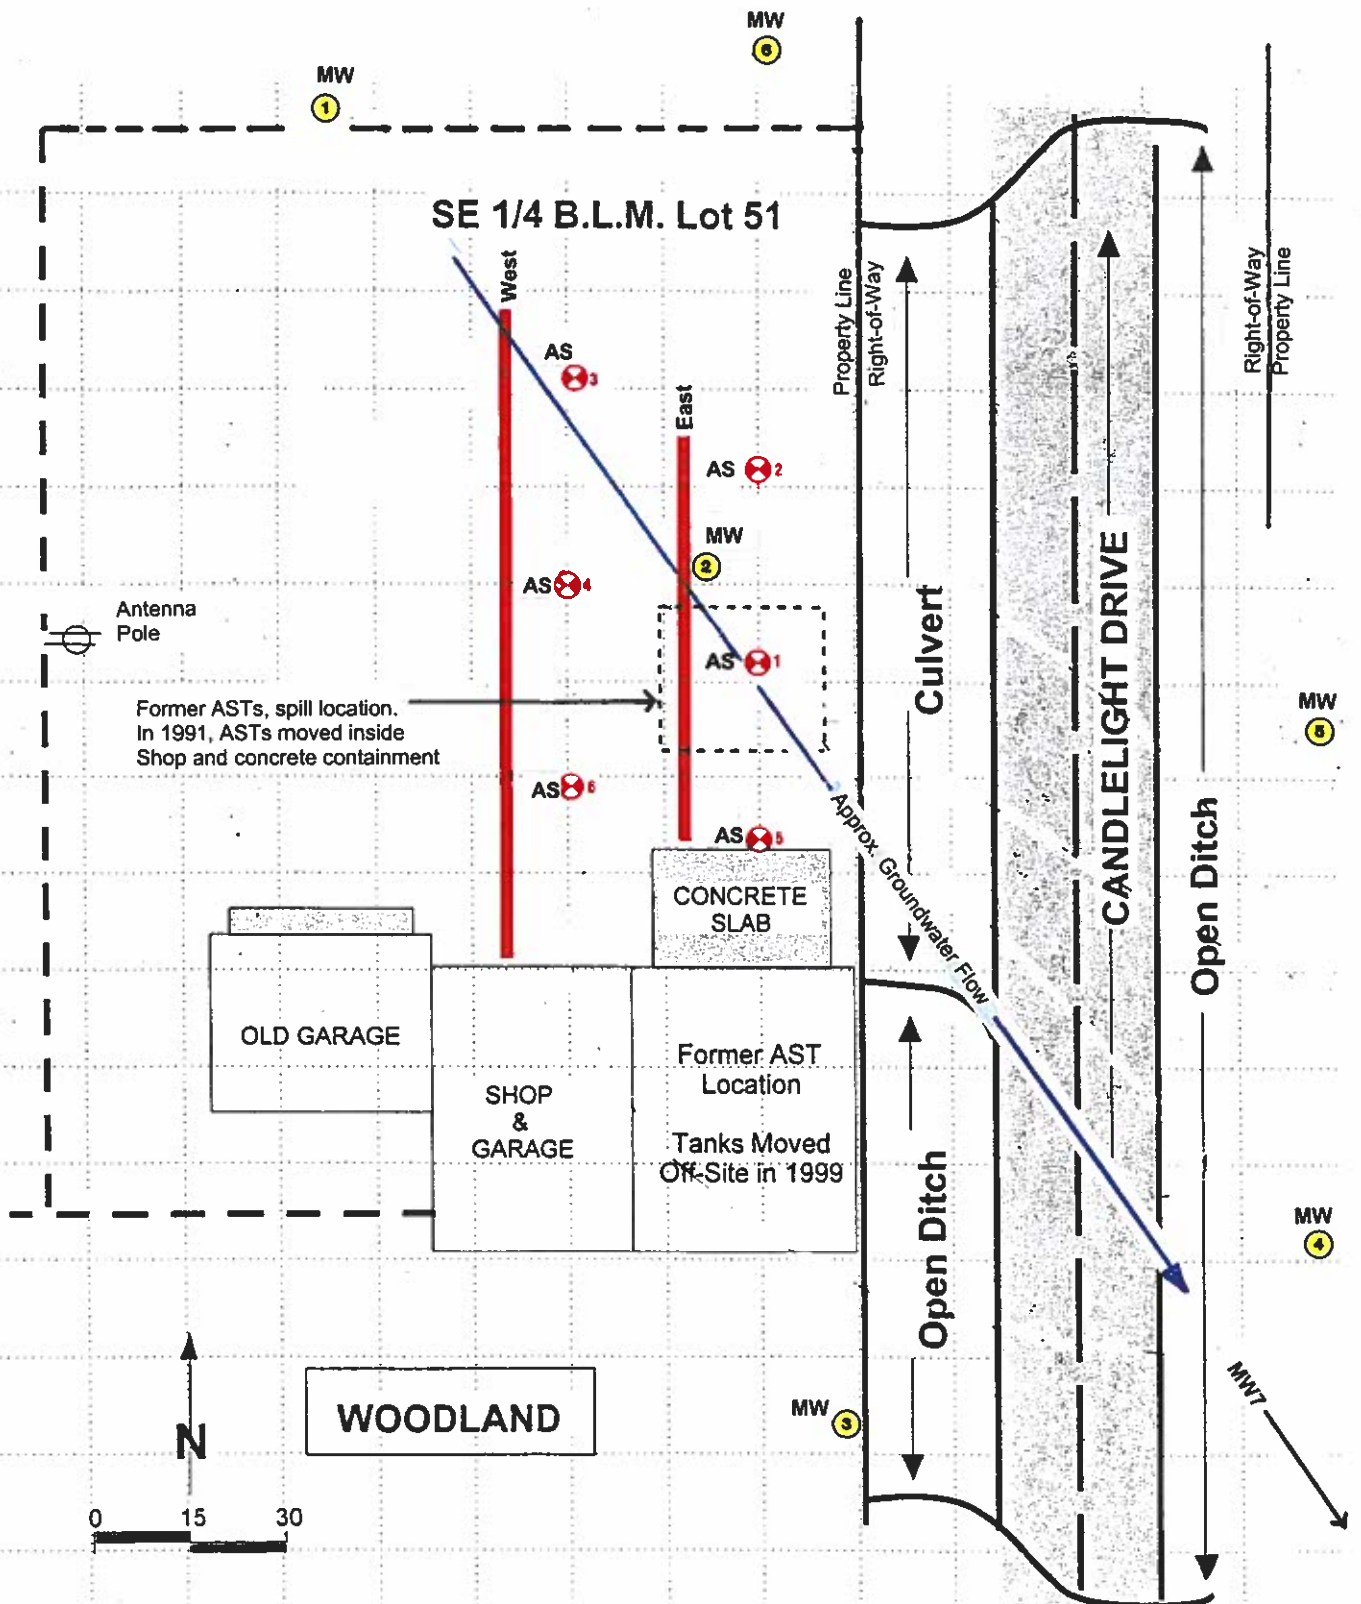 MW
6
MW
1
SE 1/4 B.L.M. Lot 51
West
AS
3
East
AS 2
MW
2
AS 4
AS 1
Property Line
Right-of-Way
Right-of-Way
Property Line
Antenna
Pole
Former ASTs, spill location.
In 1991, ASTs moved inside
Shop and concrete containment
AS 6
AS 5
Culvert
CANDLELIGHT DRIVE
Open Ditch
MW
5
Approx. Groundwater Flow
CONCRETE
SLAB
OLD GARAGE
SHOP
&
GARAGE
Former AST
Location
Tanks Moved
Off-Site in 1999
Open Ditch
MW
4
MW7
MW
3
WOODLAND
N
0 15 30